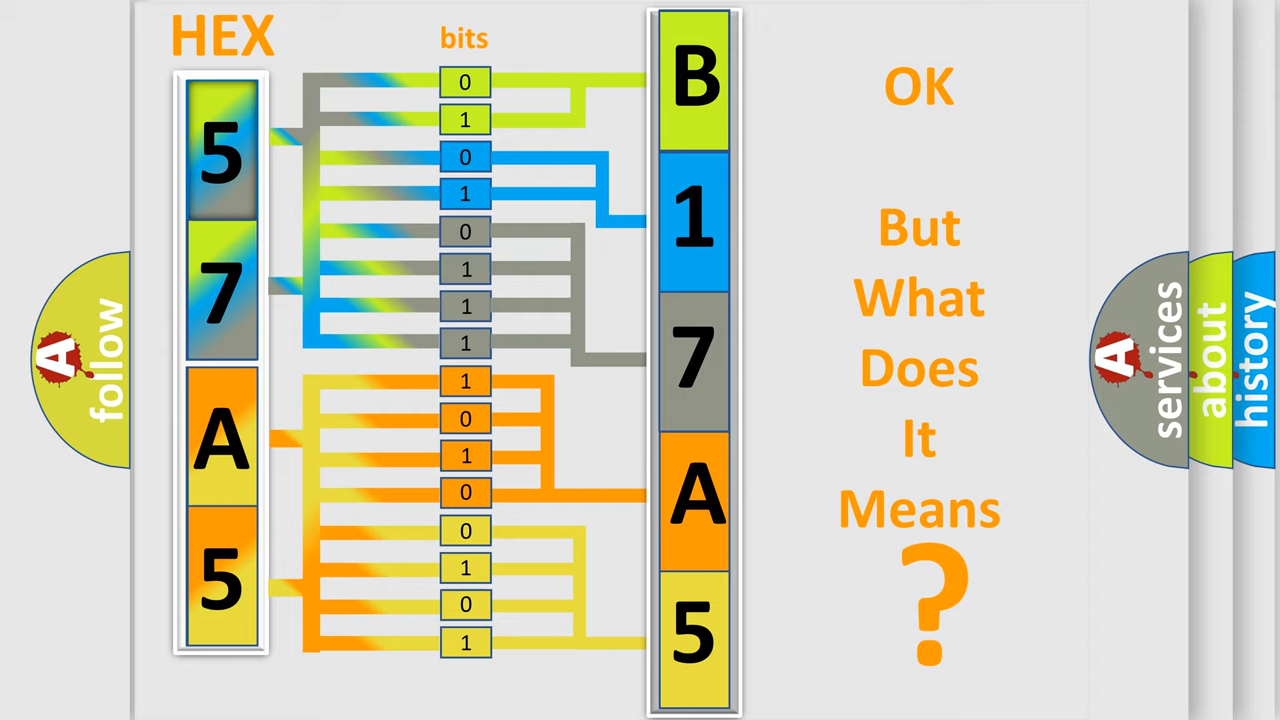 HEX
bits
5
7
A
5
0
1
0
1
0
1
1
1
1
0
1
0
0
1
0
1
B
1
7
A
5
OK
But
What
Does
It
Means
?
A
follow
A
services
about
history